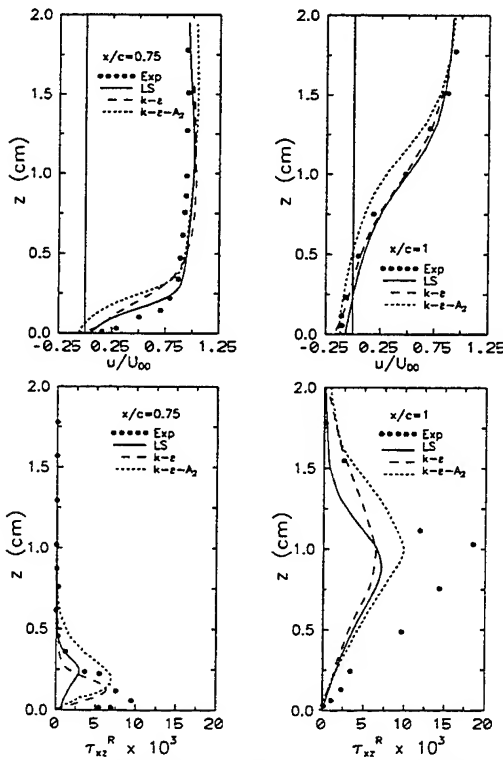 2.0
x/c=0.75
Exp
LS
k-ε
k-ε-A2
1.5
z (cm)
1.0
0.5
0.0
-0.25 0.25 0.75 1.25
u/U∞
2.0
1.5
z (cm)
1.0
0.5
x/c=1
Exp
LS
k-ε
k-ε-A2
0.0
-0.25 0.25 0.75 1.25
u/U∞
2.0
x/c=0.75
Exp
LS
k-ε
k-ε-A2
1.5
z (cm)
1.0
0.5
0.0
0 5 10 15 20
τxz^R × 10^3
2.0
x/c=1
Exp
LS
k-ε
k-ε-A2
1.5
z (cm)
1.0
0.5
0.0
0 5 10 15 20
τxz^R × 10^3